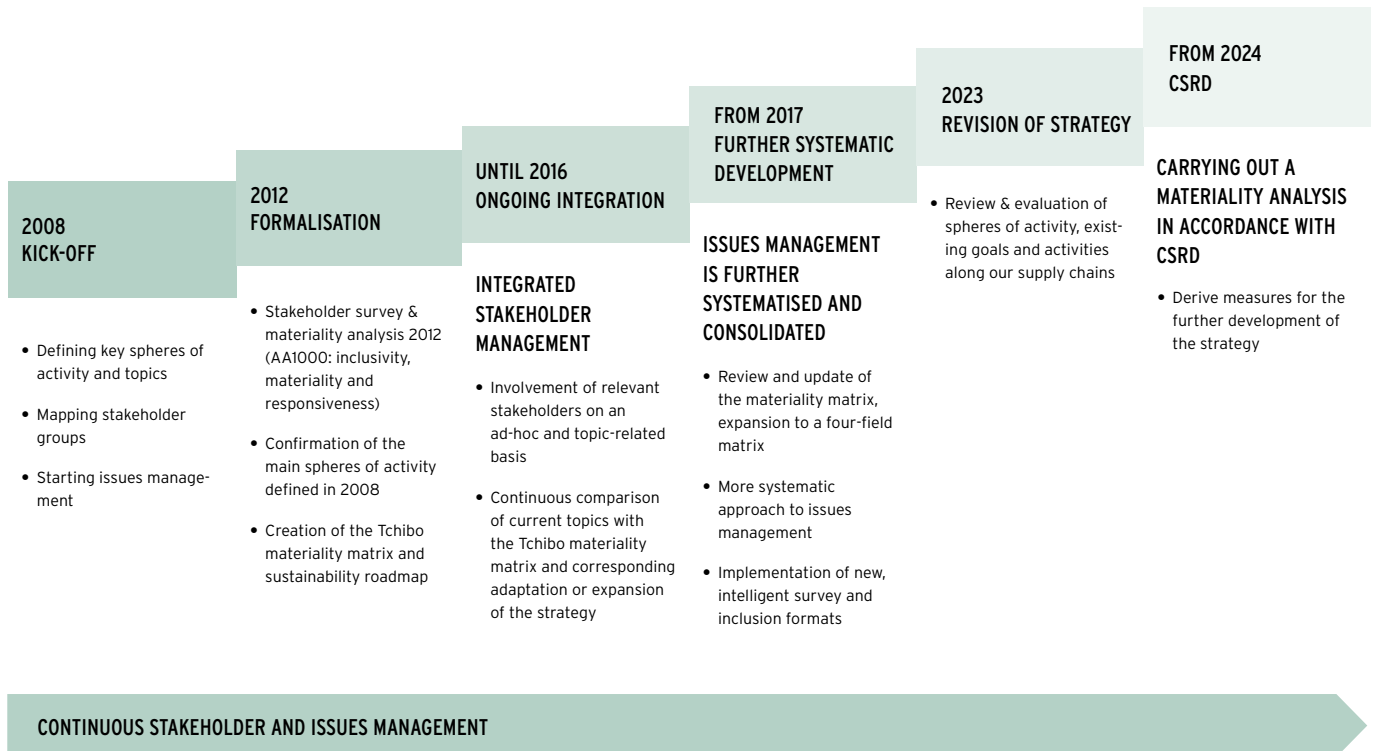 2008
KICK-OFF
• Defining key spheres of
activity and topics
• Mapping stakeholder
groups
• Starting issues manage-
ment
2012
FORMALISATION
• Stakeholder survey &
materiality analysis 2012
(AA1000: inclusivity,
materiality and
responsiveness)
• Confirmation of the
main spheres of activity
defined in 2008
• Creation of the Tchibo
materiality matrix and
sustainability roadmap
UNTIL 2016
ONGOING INTEGRATION
INTEGRATED
STAKEHOLDER
MANAGEMENT
• Involvement of relevant
stakeholders on an
ad-hoc and topic-related
basis
• Continuous comparison
of current topics with
the Tchibo materiality
matrix and corresponding
adaptation or expansion
of the strategy
FROM 2017
FURTHER SYSTEMATIC
DEVELOPMENT
ISSUES MANAGEMENT
IS FURTHER
SYSTEMATISED AND
CONSOLIDATED
• Review and update of
the materiality matrix,
expansion to a four-field
matrix
• More systematic
approach to issues
management
• Implementation of new,
intelligent survey and
inclusion formats
2023
REVISION OF STRATEGY
• Review & evaluation of
spheres of activity, exist-
ing goals and activities
along our supply chains
FROM 2024
CSRD
CARRYING OUT A
MATERIALITY ANALYSIS
IN ACCORDANCE WITH
CSRD
• Derive measures for the
further development of
the strategy
CONTINUOUS STAKEHOLDER AND ISSUES MANAGEMENT